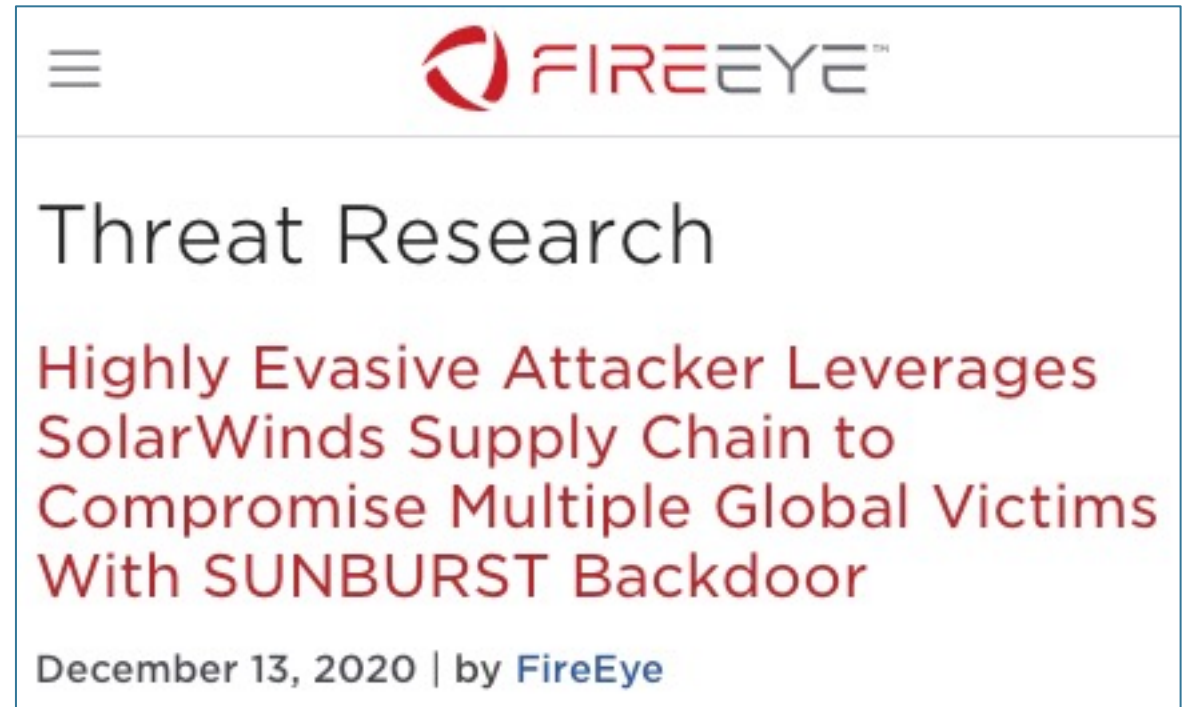 FIREEYE™
Threat Research
Highly Evasive Attacker Leverages
SolarWinds Supply Chain to
Compromise Multiple Global Victims
With SUNBURST Backdoor
December 13, 2020 | by FireEye